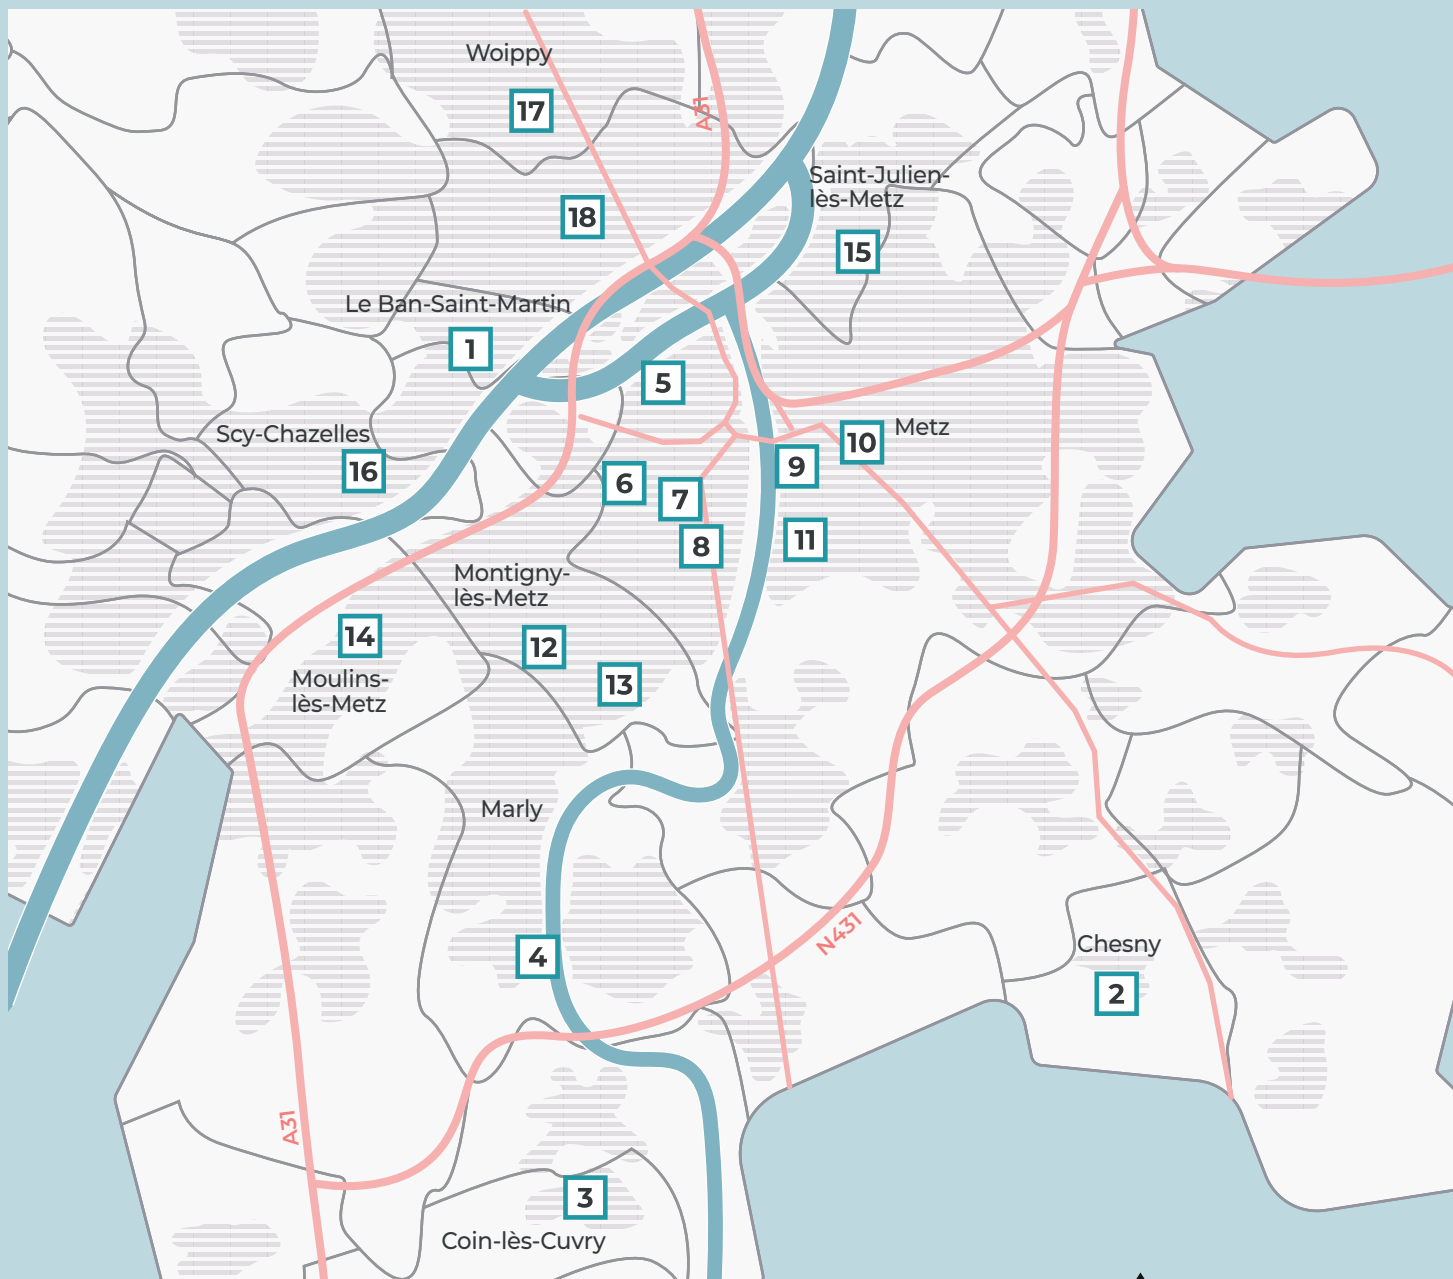 Woippy
17
A31
Saint-Julien-
lès-Metz
18
15
Le Ban-Saint-Martin
1
5
Scy-Chazelles
16
Metz
10
9
6
7
8
11
Montigny-
lès-Metz
14
12
13
Moulins-
lès-Metz
Marly
N431
4
Chesny
2
A31
3
Coin-lès-Cuvry